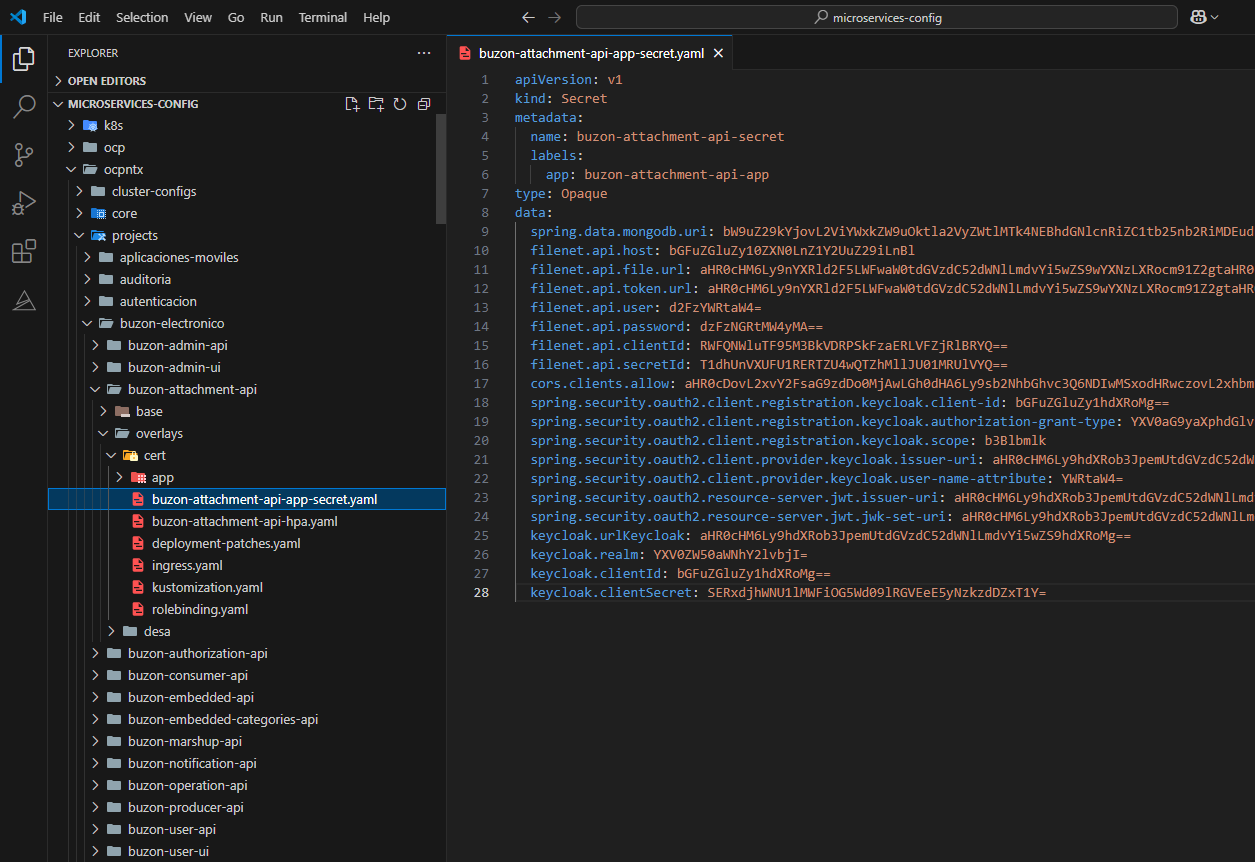 File Edit Selection View Go Run Terminal Help
microservices-config
EXPLORER
OPEN EDITORS
MICROSERVICES-CONFIG
k8s
ocp
ocpntx
cluster-configs
core
projects
aplicaciones-moviles
auditoria
autenticacion
buzon-electronico
buzon-admin-api
buzon-admin-ui
buzon-attachment-api
base
overlays
cert
app
buzon-attachment-api-app-secret.yaml
buzon-attachment-api-hpa.yaml
deployment-patches.yaml
ingress.yaml
kustomization.yaml
rolebinding.yaml
desa
buzon-authorization-api
buzon-consumer-api
buzon-embedded-api
buzon-embedded-categories-api
buzon-marshup-api
buzon-notification-api
buzon-operation-api
buzon-producer-api
buzon-user-api
buzon-user-ui
buzon-attachment-api-app-secret.yaml
1 apiVersion: v1
2 kind: Secret
3 metadata:
4 name: buzon-attachment-api-secret
5 labels:
6 app: buzon-attachment-api-app
7 type: Opaque
8 data:
9 spring.data.mongodb.uri:
10 filenet.api.host:
11 filenet.api.file.url:
12 filenet.api.token.url:
13 filenet.api.user: d2FzYWRtaW4=
14 filenet.api.password: dzFzNGRtMW4yMA==
15 filenet.api.clientId:
16 filenet.api.secretId:
17 cors.clients.allow:
18 spring.security.oauth2.client.registration.keycloak.client-id: bGFuZGluZy1hdXRoMg==
19 spring.security.oauth2.client.registration.keycloak.authorization-grant-type:
20 spring.security.oauth2.client.registration.keycloak.scope: b3Blbmlk
21 spring.security.oauth2.client.provider.keycloak.issuer-uri:
22 spring.security.oauth2.client.provider.keycloak.user-name-attribute: YWRtaW4=
23 spring.security.oauth2.resource-server.jwt.issuer-uri:
24 spring.security.oauth2.resource-server.jwt.jwk-set-uri:
25 keycloak.urlKeycloak:
26 keycloak.realm: YXV0ZW50aWNhY2lvbjI=
27 keycloak.clientId: bGFuZGluZy1hdXRoMg==
28 keycloak.clientSecret: